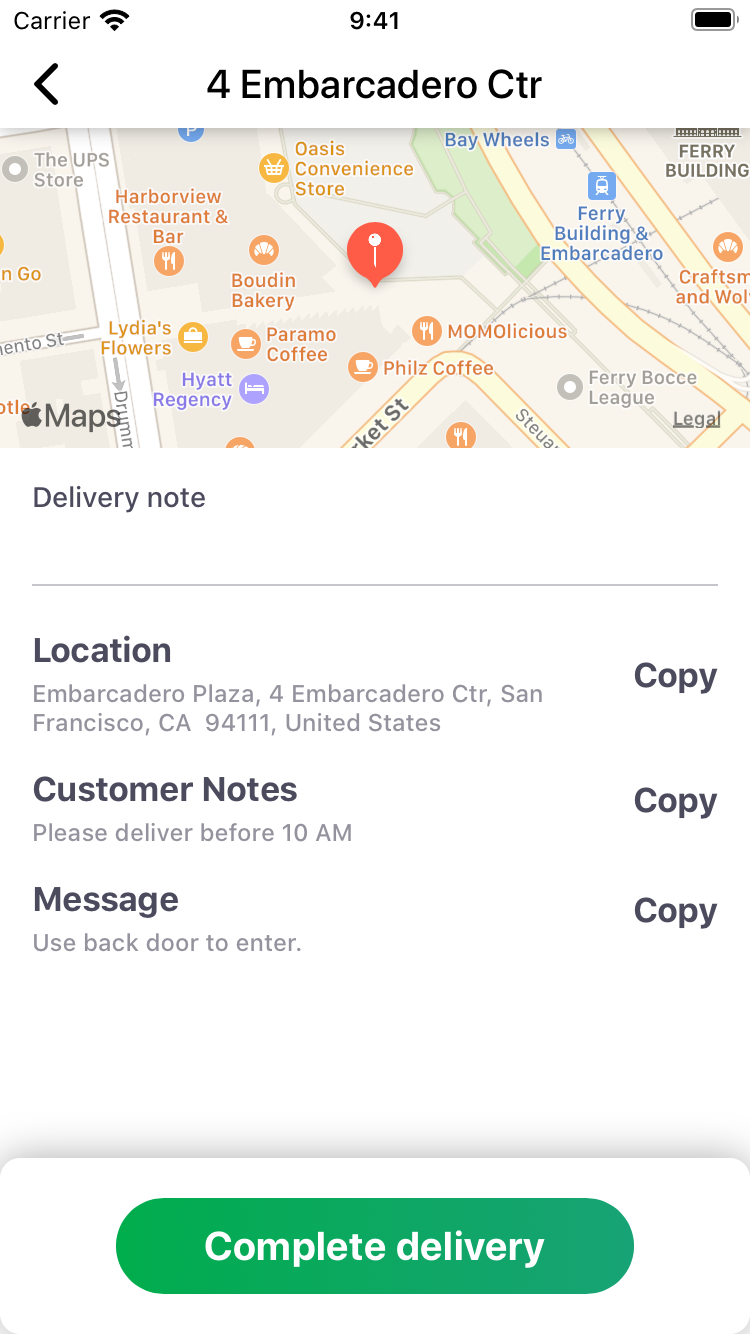 Carrier 9:41
4 Embarcadero Ctr
P
The UPS
Store
Oasis
Convenience
Store
Bay Wheels
FERRY
BUILDING
Harborview
Restaurant &
Bar
Ferry
Building &
Embarcadero
n Go
Boudin
Bakery
Craftsm
and Wol
Lydia's
Flowers
Paramo
Coffee
MOMOlicious
mento St
Philz Coffee
Hyatt
Regency
Ferry Bocce
League
otle
Maps
Drumm
rket St
Steua
Legal
Delivery note
Location
Embarcadero Plaza, 4 Embarcadero Ctr, San
Francisco, CA  94111, United States
Copy
Customer Notes
Please deliver before 10 AM
Copy
Message
Use back door to enter.
Copy
Complete delivery